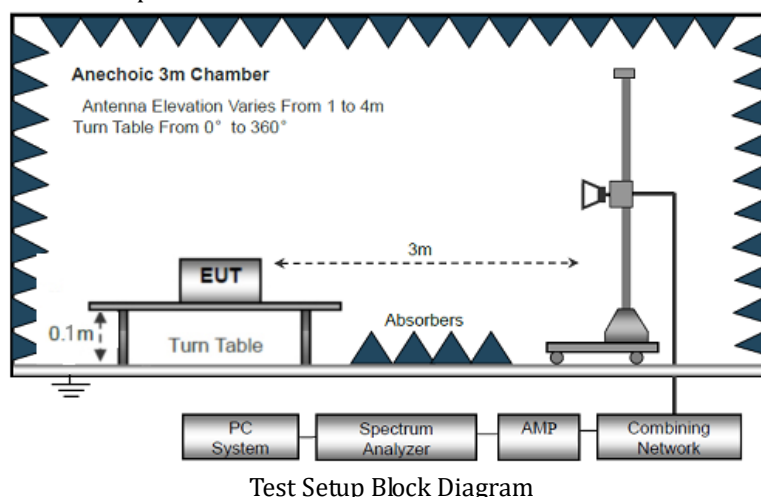 Anechoic 3m Chamber
Antenna Elevation Varies From 1 to 4m
Turn Table From 0° to 360°
3m
EUT
Absorbers
0.1m
Turn Table
PC
System
Spectrum
Analyzer
AMP
Combining
Network
Test Setup Block Diagram